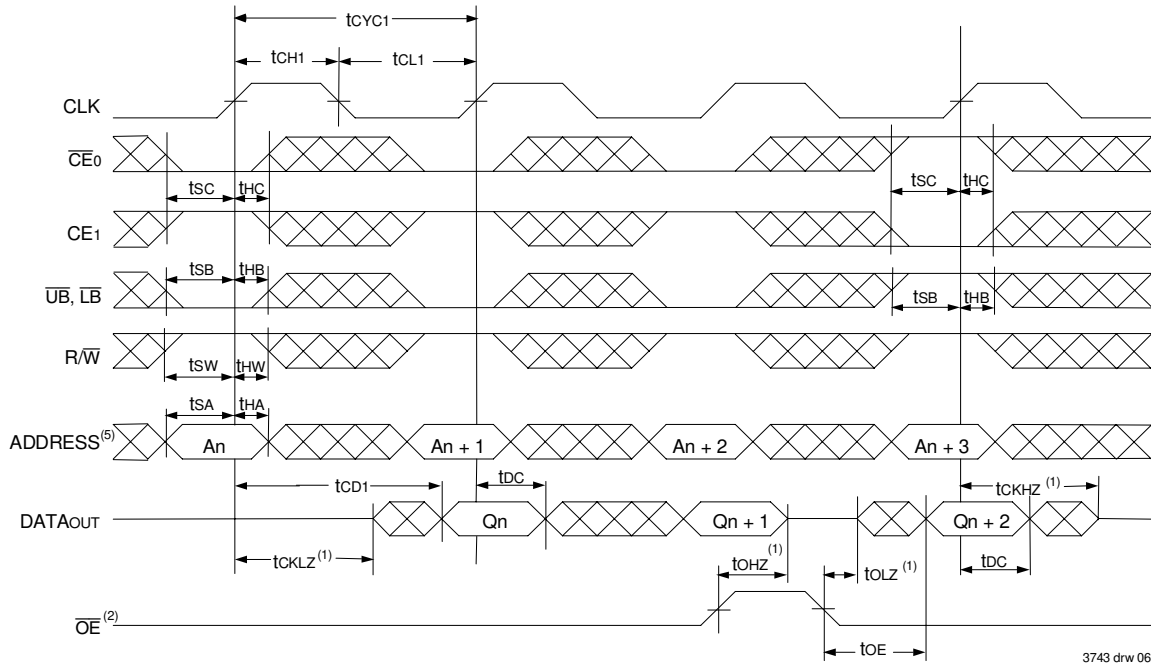 tCYC1
tCH1 tCL1
CLK
CE0
tSC tHC tSC tHC
CE1
tSB tHB tSB tHB
UB, LB
R/W
tSW tHW
tSA tHA
ADDRESS(5) An An + 1 An + 2 An + 3
tCD1 tDC tCKHZ (1)
DATAOUT Qn Qn + 1 Qn + 2
tCKLZ(1) tOHZ(1) tOLZ (1) tDC
OE (2)
tOE
3743 drw 06